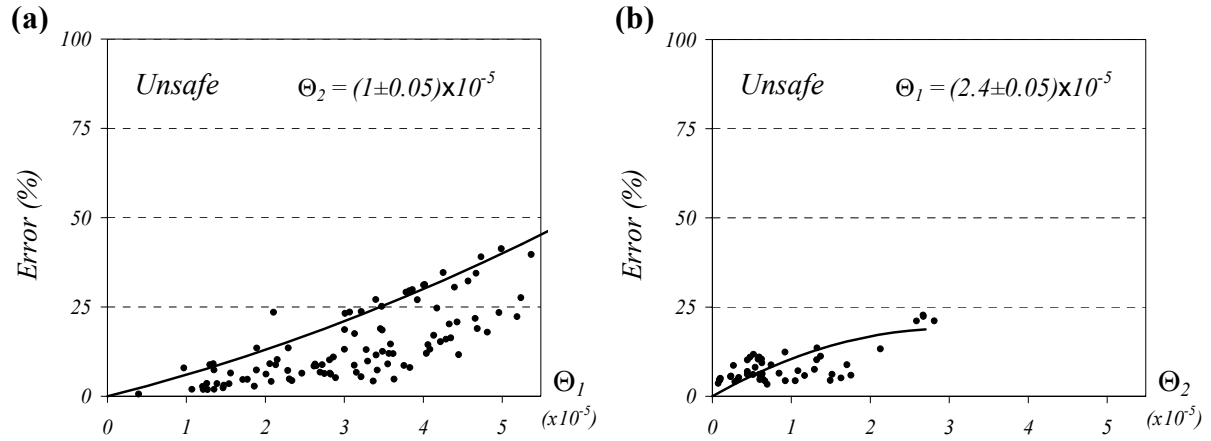 (a)
100
75
50
25
0
Error (%)
Unsafe
Θ2 = (1±0.05)x10-5
0 1 2 3 4 5
Θ1
(x10-5)
(b)
100
75
50
25
0
Error (%)
Unsafe
Θ1 = (2.4±0.05)x10-5
0 1 2 3 4 5
Θ2
(x10-5)